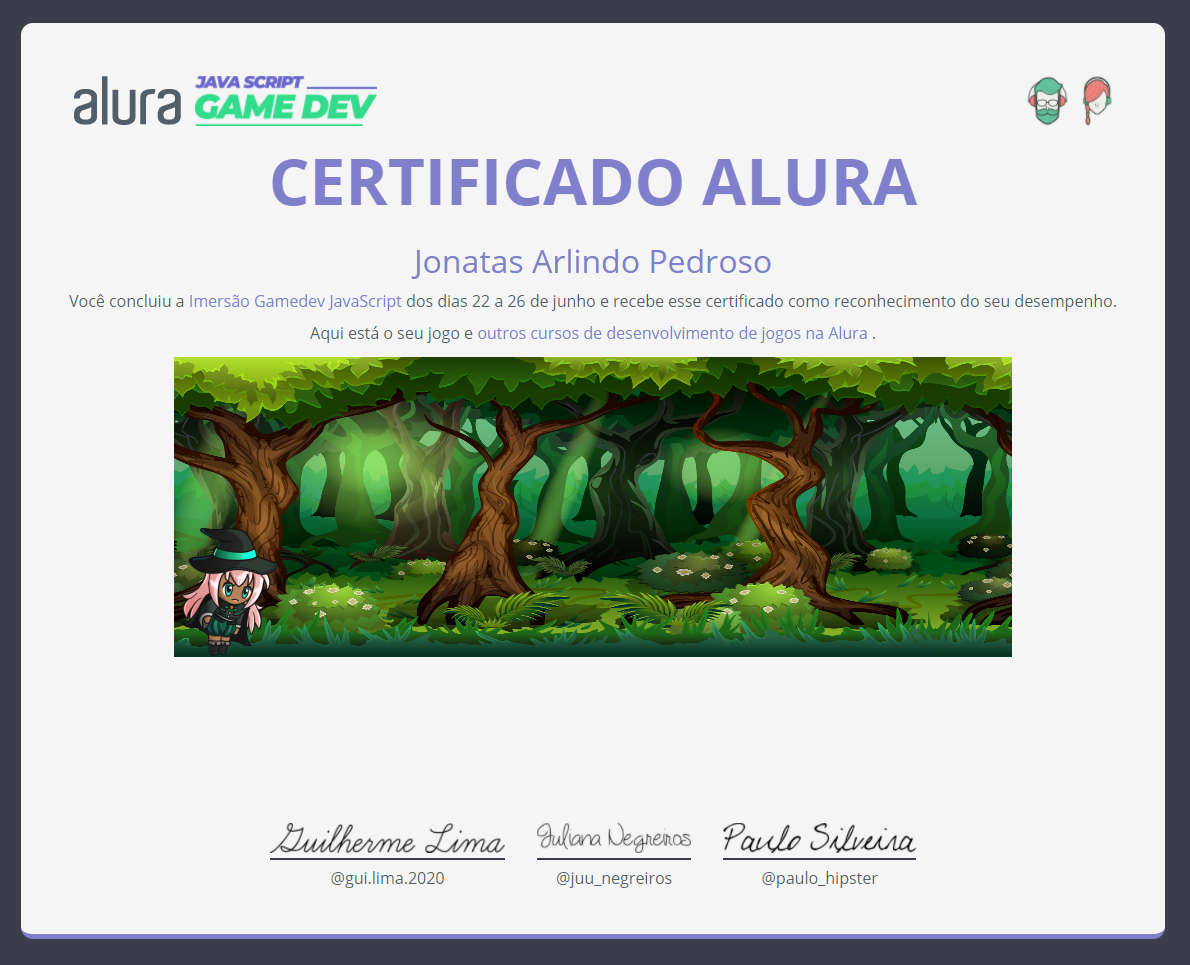 alura JAVA SCRIPT
GAME DEV
CERTIFICADO ALURA
Jonatas Arlindo Pedroso
Você concluiu a Imersão Gamedev JavaScript dos dias 22 a 26 de junho e recebe esse certificado como reconhecimento do seu desempenho.
Aqui está o seu jogo e outros cursos de desenvolvimento de jogos na Alura .
Guilherme Lima Juliana Negreiros Paulo Silveira
@gui.lima.2020 @juu_negreiros @paulo_hipster